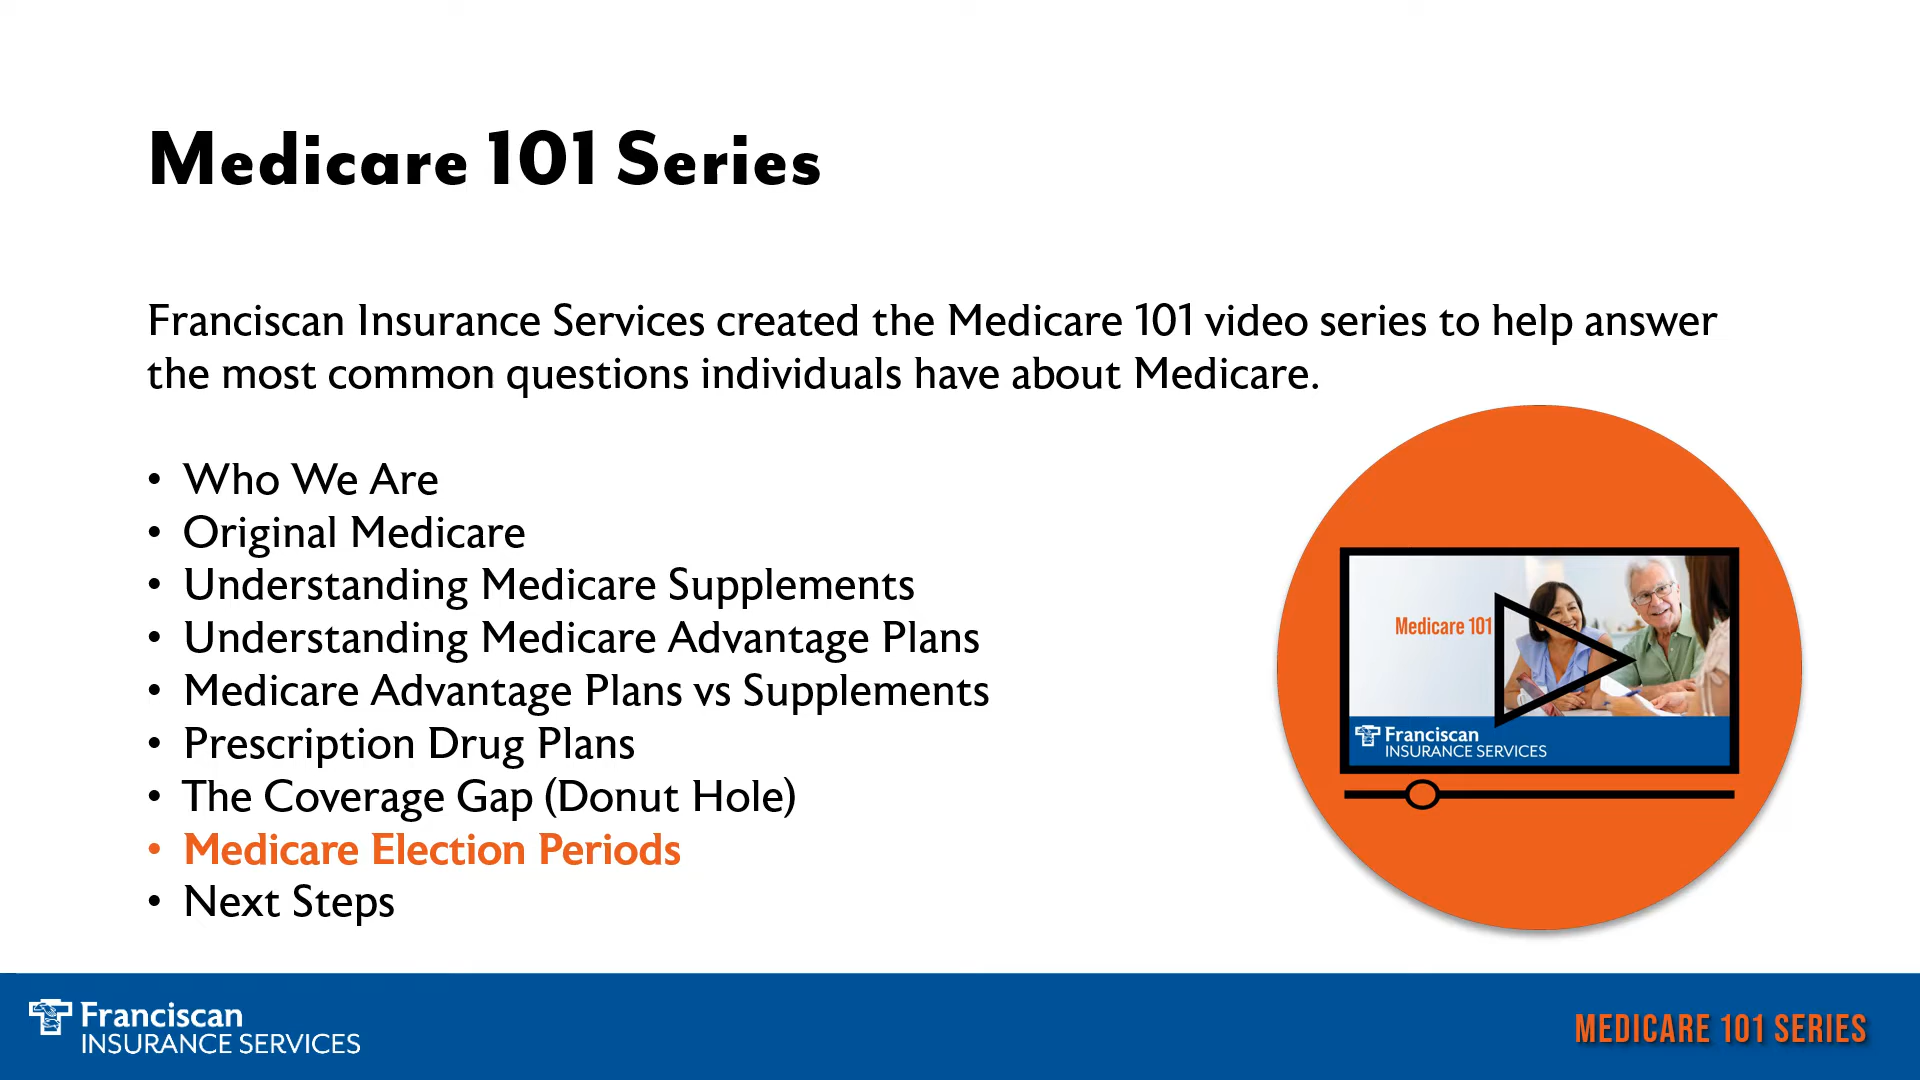 Medicare 101 Series
Franciscan Insurance Services created the Medicare 101 video series to help answer
the most common questions individuals have about Medicare.
• Who We Are
• Original Medicare
• Understanding Medicare Supplements
• Understanding Medicare Advantage Plans
• Medicare Advantage Plans vs Supplements
• Prescription Drug Plans
• The Coverage Gap (Donut Hole)
• Medicare Election Periods
• Next Steps
Medicare 101
Franciscan
INSURANCE SERVICES
Franciscan
INSURANCE SERVICES
MEDICARE 101 SERIES